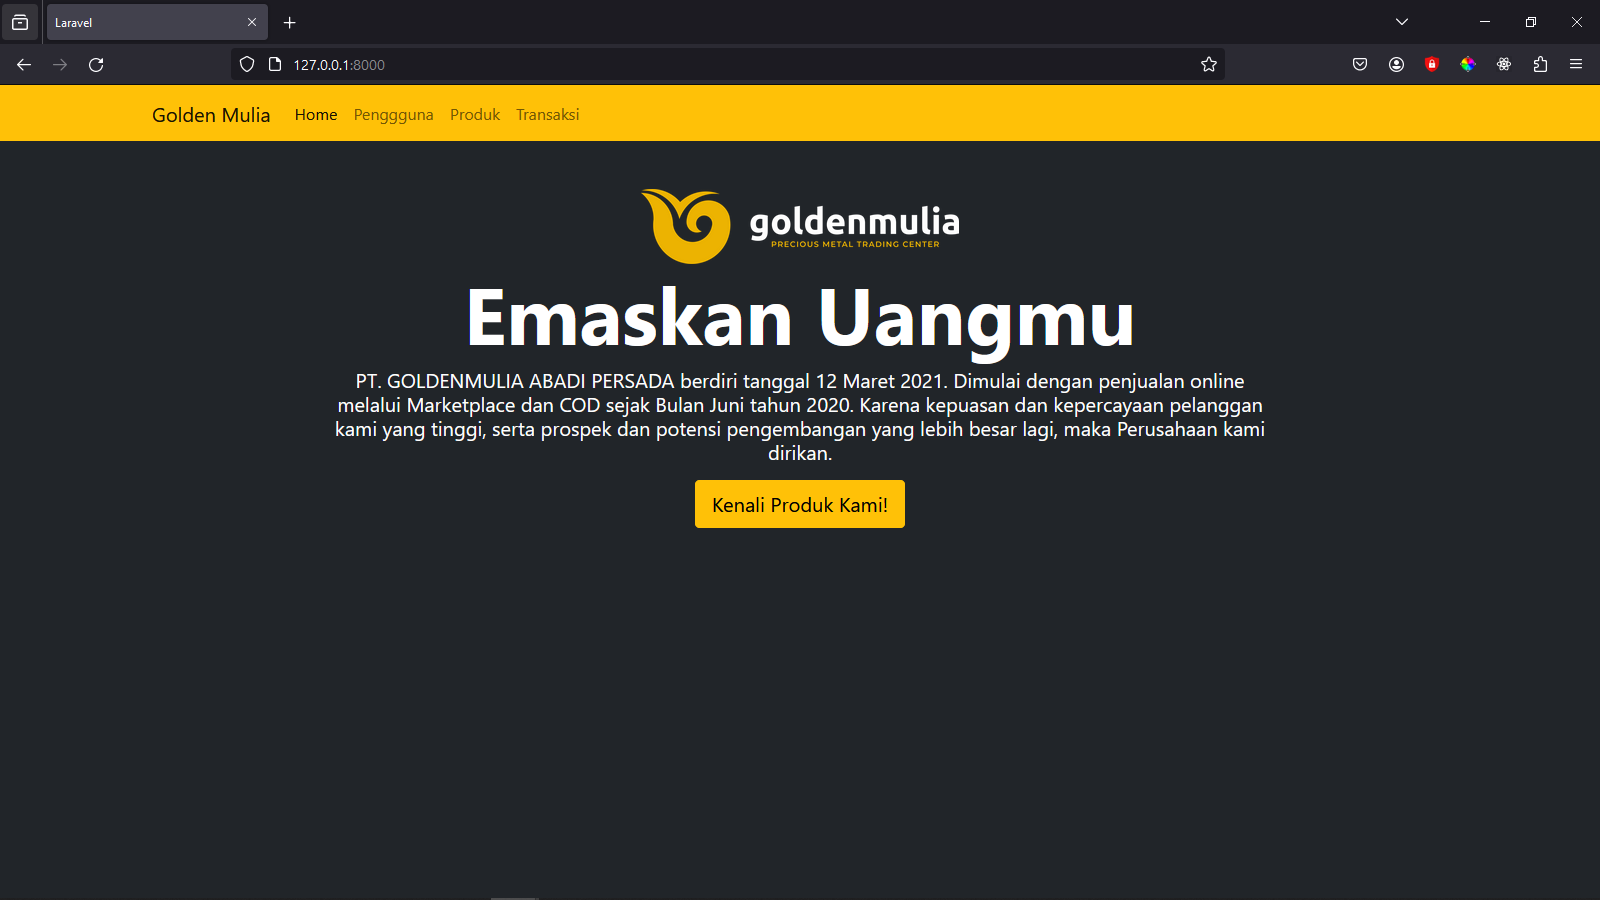 Laravel
127.0.0.1:8000
Golden Mulia Home Penggguna Produk Transaksi
goldenmulia
PRECIOUS METAL TRADING CENTER
Emaskan Uangmu
PT. GOLDENMULIA ABADI PERSADA berdiri tanggal 12 Maret 2021. Dimulai dengan penjualan online
melalui Marketplace dan COD sejak Bulan Juni tahun 2020. Karena kepuasan dan kepercayaan pelanggan
kami yang tinggi, serta prospek dan potensi pengembangan yang lebih besar lagi, maka Perusahaan kami
dirikan.
Kenali Produk Kami!